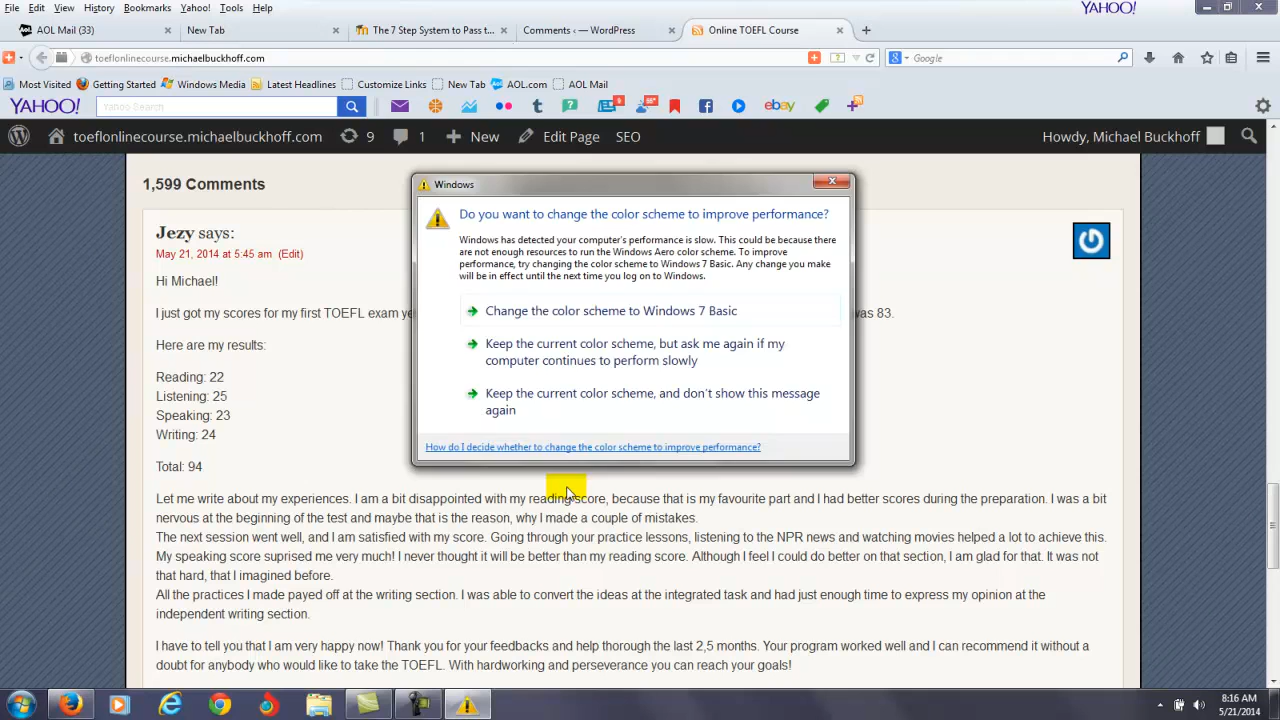 File Edit View History Bookmarks Yahoo! Tools Help
YAHOO!
AOL Mail (33)
New Tab
The 7 Step System to Pass t...
Comments ‹ — WordPress
Online TOEFL Course
toeflonlinecourse.michaelbuckhoff.com
Google
Most Visited Getting Started Windows Media Latest Headlines Customize Links New Tab AOL.com AOL Mail
YAHOO!
Yahoo Search
ebay
toeflonlinecourse.michaelbuckhoff.com 9 1 New Edit Page SEO
Howdy, Michael Buckhoff
1,599 Comments
Jezy says:
May 21, 2014 at 5:45 am (Edit)
Hi Michael!
I just got my scores for my first TOEFL exam ye
was 83.
Here are my results:
Reading: 22
Listening: 25
Speaking: 23
Writing: 24
Total: 94
Windows
Do you want to change the color scheme to improve performance?
Windows has detected your computer's performance is slow. This could be because there
are not enough resources to run the Windows Aero color scheme. To improve
performance, try changing the color scheme to Windows 7 Basic. Any change you make
will be in effect until the next time you log on to Windows.
Change the color scheme to Windows 7 Basic
Keep the current color scheme, but ask me again if my
computer continues to perform slowly
Keep the current color scheme, and don't show this message
again
How do I decide whether to change the color scheme to improve performance?
Let me write about my experiences. I am a bit disappointed with my reading score, because that is my favourite part and I had better scores during the preparation. I was a bit
nervous at the beginning of the test and maybe that is the reason, why I made a couple of mistakes.
The next session went well, and I am satisfied with my score. Going through your practice lessons, listening to the NPR news and watching movies helped a lot to achieve this.
My speaking score suprised me very much! I never thought it will be better than my reading score. Although I feel I could do better on that section, I am glad for that. It was not
that hard, that I imagined before.
All the practices I made payed off at the writing section. I was able to convert the ideas at the integrated task and had just enough time to express my opinion at the
independent writing section.
I have to tell you that I am very happy now! Thank you for your feedbacks and help thorough the last 2,5 months. Your program worked well and I can recommend it without a
doubt for anybody who would like to take the TOEFL. With hardworking and perseverance you can reach your goals!
8:16 AM
5/21/2014